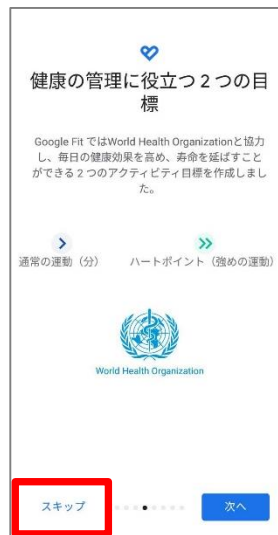 健康の管理に役立つ 2 つの目
標
Google Fit ではWorld Health Organizationと協力
し、毎日の健康効果を高め、寿命を延ばすこと
ができる 2 つのアクティビティ目標を作成しまし
た。
通常の運動（分） ハートポイント（強めの運動）
World Health Organization
スキップ 次へ